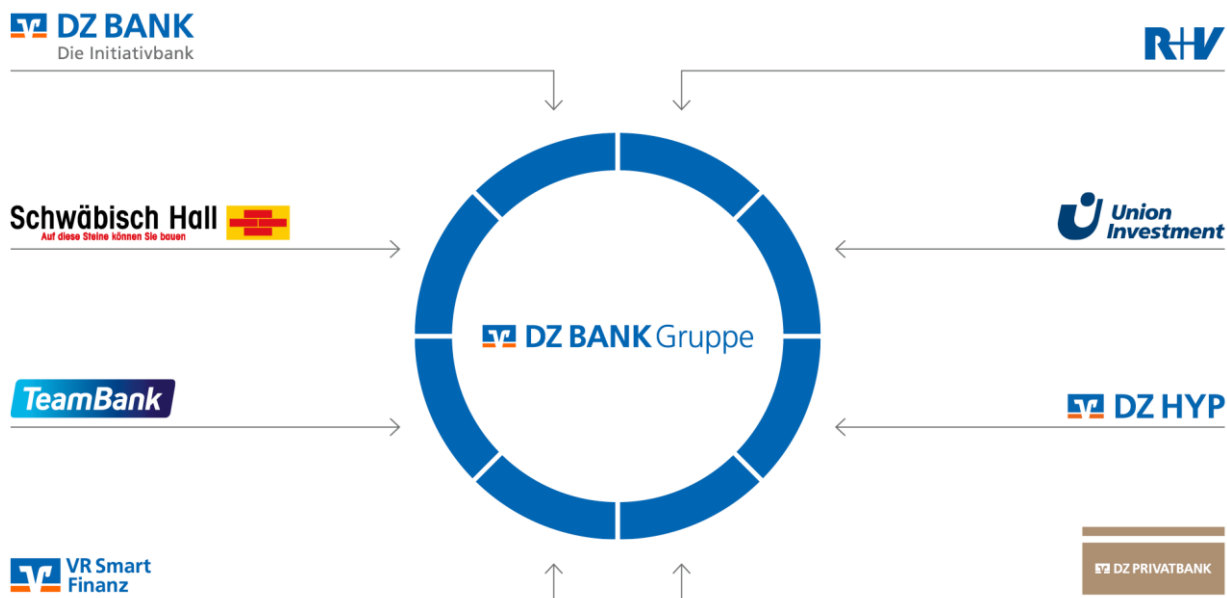 DZ BANK
Die Initiativbank
R+V
Schwäbisch Hall
Auf diese Steine können Sie bauen
Union
Investment
DZ BANK Gruppe
TeamBank
DZ HYP
VR Smart
Finanz
DZ PRIVATBANK